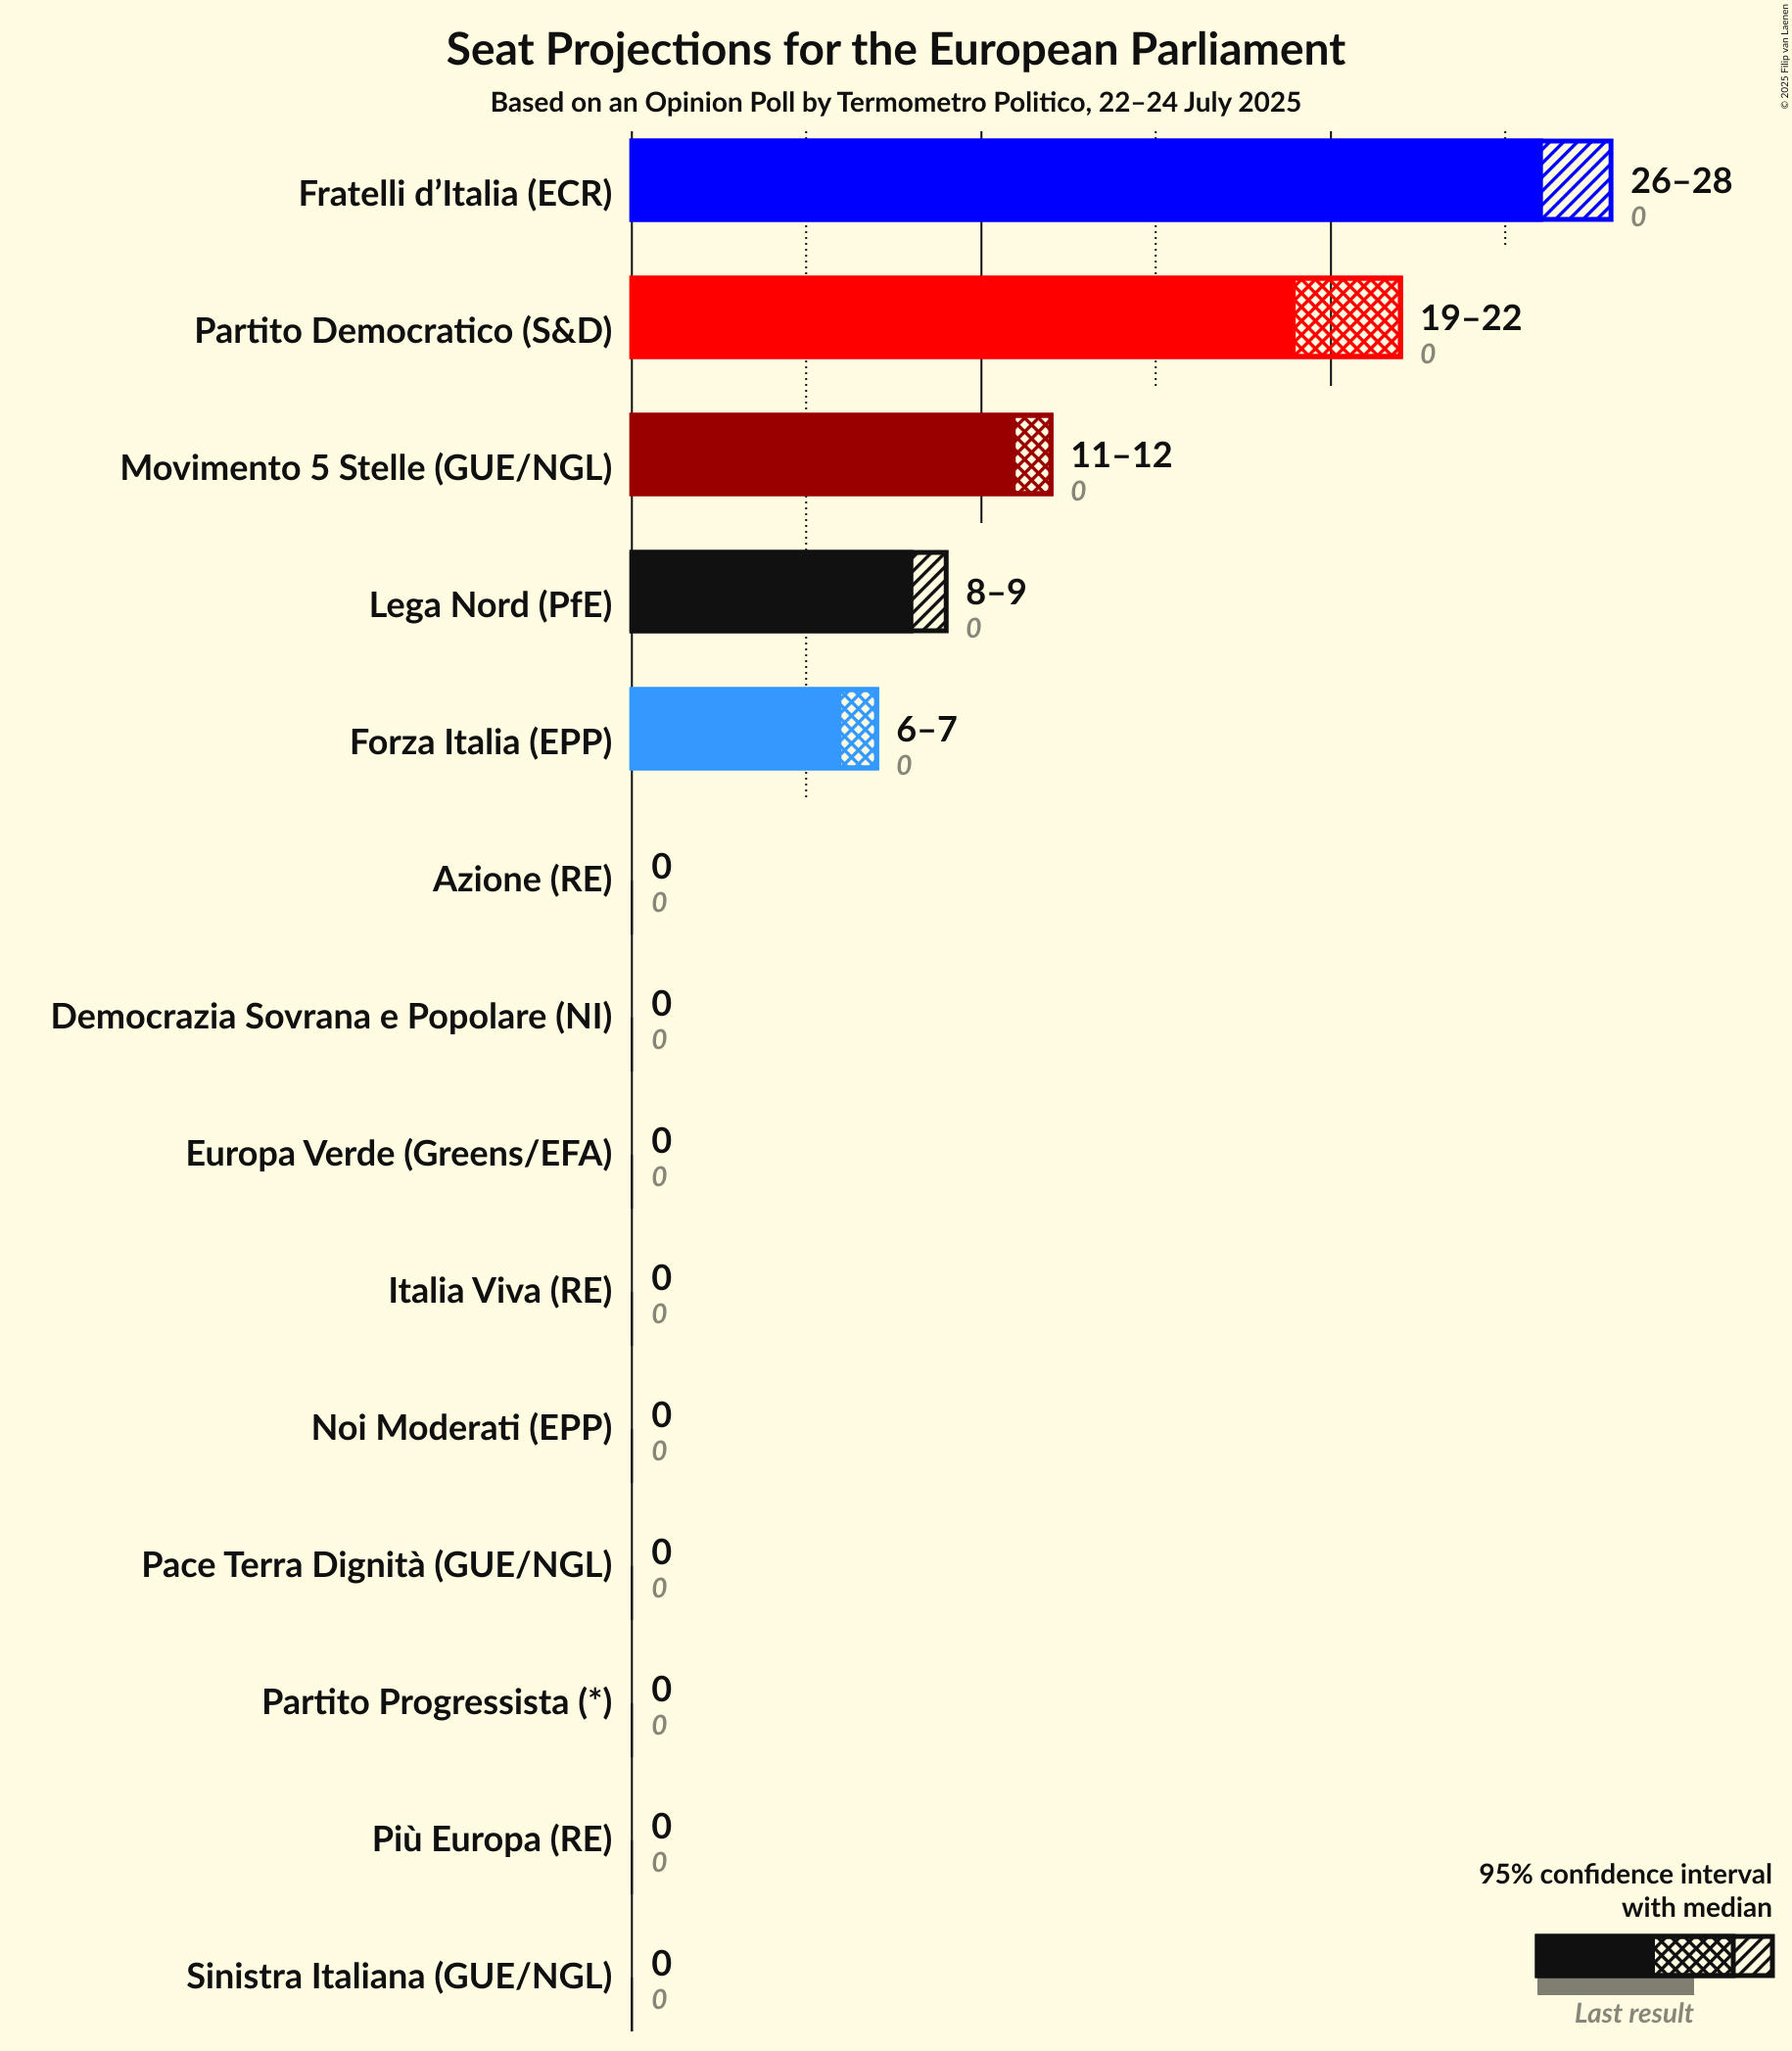 Seat Projections for the European Parliament
Based on an Opinion Poll by Termometro Politico, 22–24 July 2025
© 2025 Filip van Laenen
Fratelli d’Italia (ECR)
26–28
0
Partito Democratico (S&D)
19–22
0
Movimento 5 Stelle (GUE/NGL)
11–12
0
Lega Nord (PfE)
8–9
0
Forza Italia (EPP)
6–7
0
Azione (RE)
0
0
Democrazia Sovrana e Popolare (NI)
0
0
Europa Verde (Greens/EFA)
0
0
Italia Viva (RE)
0
0
Noi Moderati (EPP)
0
0
Pace Terra Dignità (GUE/NGL)
0
0
Partito Progressista (*)
0
0
Più Europa (RE)
0
0
Sinistra Italiana (GUE/NGL)
0
0
95% confidence interval
with median
Last result